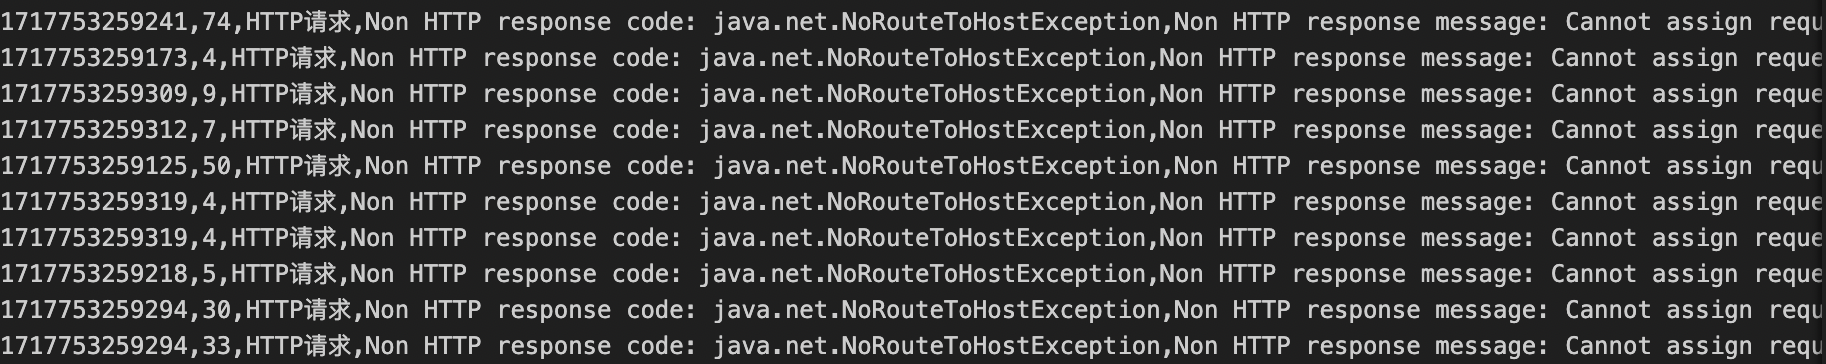 1717753259241,74,HTTP请求,Non HTTP response code: java.net.NoRouteToHostException,Non HTTP response message: Cannot assign requ
1717753259173,4,HTTP请求,Non HTTP response code: java.net.NoRouteToHostException,Non HTTP response message: Cannot assign reque
1717753259309,9,HTTP请求,Non HTTP response code: java.net.NoRouteToHostException,Non HTTP response message: Cannot assign reque
1717753259312,7,HTTP请求,Non HTTP response code: java.net.NoRouteToHostException,Non HTTP response message: Cannot assign reque
1717753259125,50,HTTP请求,Non HTTP response code: java.net.NoRouteToHostException,Non HTTP response message: Cannot assign requ
1717753259319,4,HTTP请求,Non HTTP response code: java.net.NoRouteToHostException,Non HTTP response message: Cannot assign reque
1717753259319,4,HTTP请求,Non HTTP response code: java.net.NoRouteToHostException,Non HTTP response message: Cannot assign reque
1717753259218,5,HTTP请求,Non HTTP response code: java.net.NoRouteToHostException,Non HTTP response message: Cannot assign reque
1717753259294,30,HTTP请求,Non HTTP response code: java.net.NoRouteToHostException,Non HTTP response message: Cannot assign requ
1717753259294,33,HTTP请求,Non HTTP response code: java.net.NoRouteToHostException,Non HTTP response message: Cannot assign requ